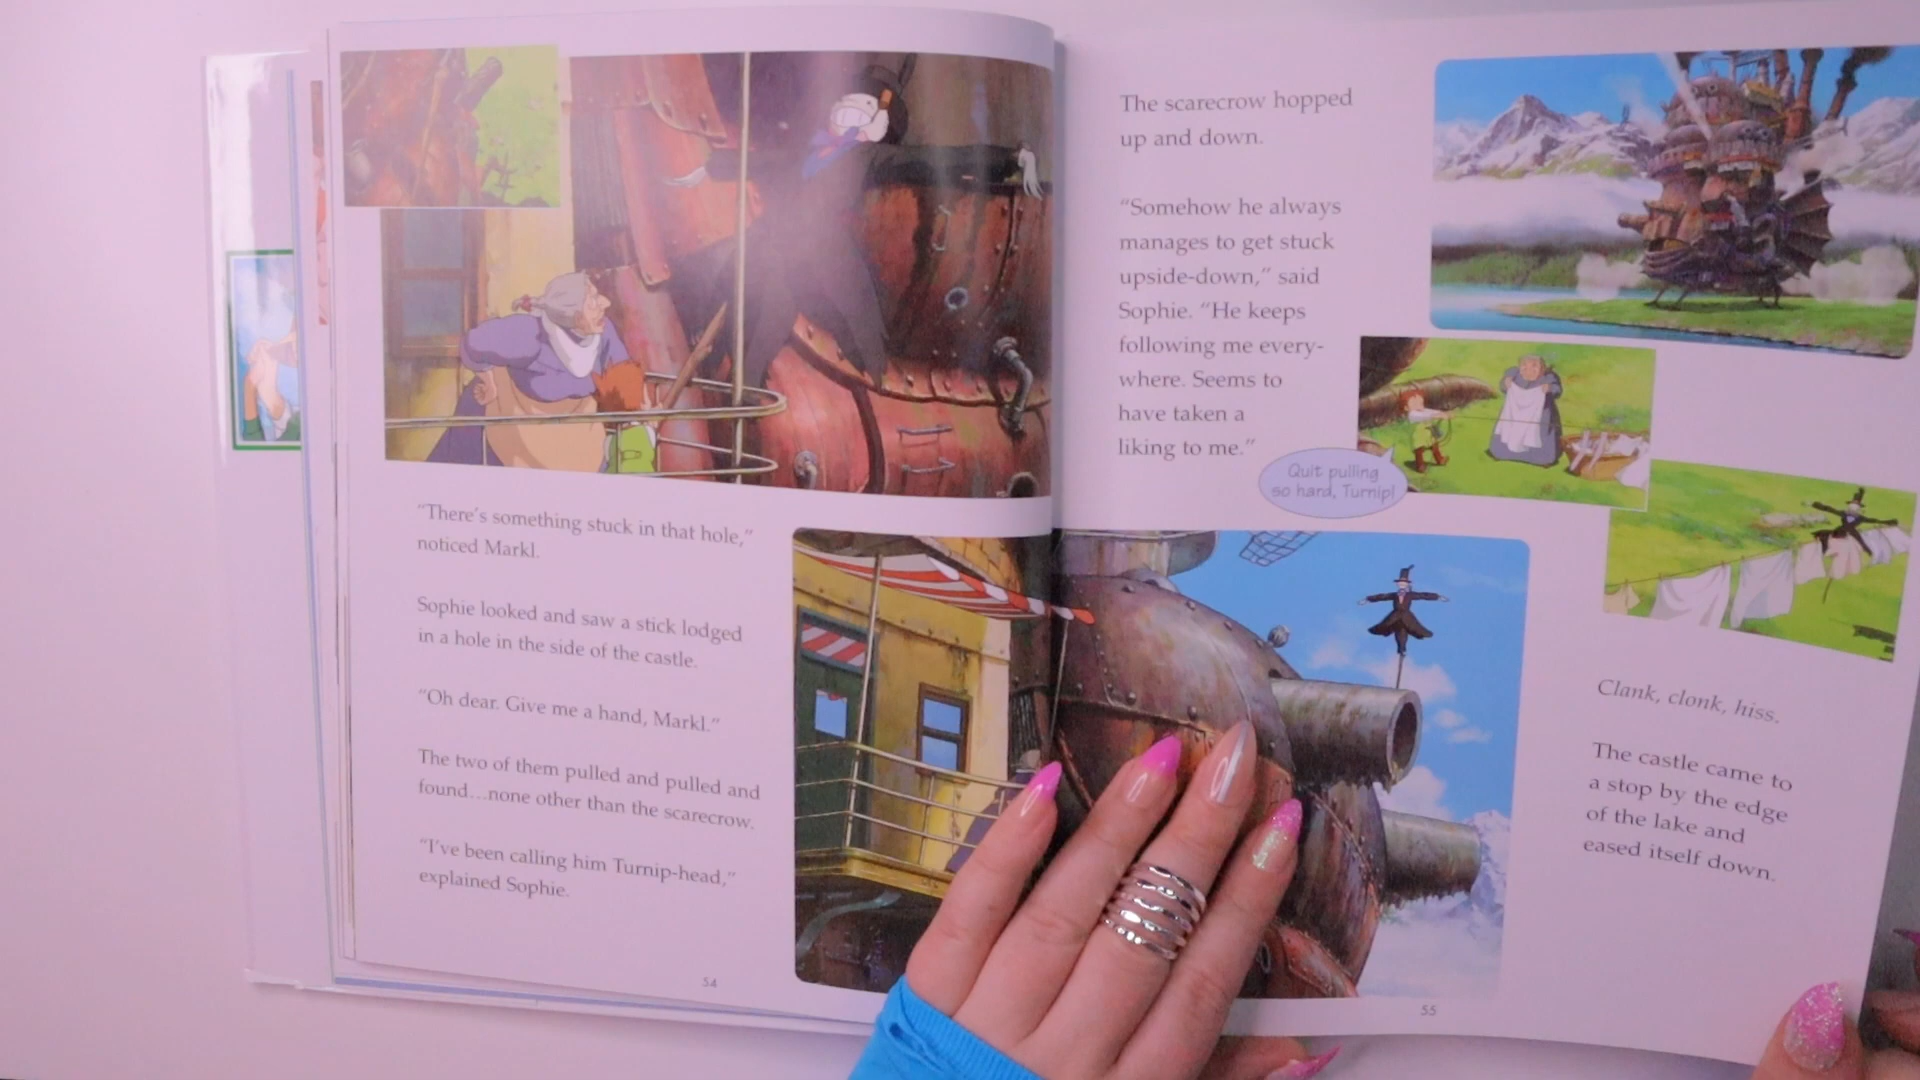 "There's something stuck in that hole,"
noticed Markl.
Sophie looked and saw a stick lodged
in a hole in the side of the castle.
"Oh dear. Give me a hand, Markl."
The two of them pulled and pulled and
found...none other than the scarecrow.
"I've been calling him Turnip-head,"
explained Sophie.
54
The scarecrow hopped
up and down.
"Somehow he always
manages to get stuck
upside-down," said
Sophie. "He keeps
following me every-
where. Seems to
have taken a
liking to me."
Quit pulling
so hard, Turnip!
Clank, clonk, hiss.
The castle came to
a stop by the edge
of the lake and
eased itself down.
55